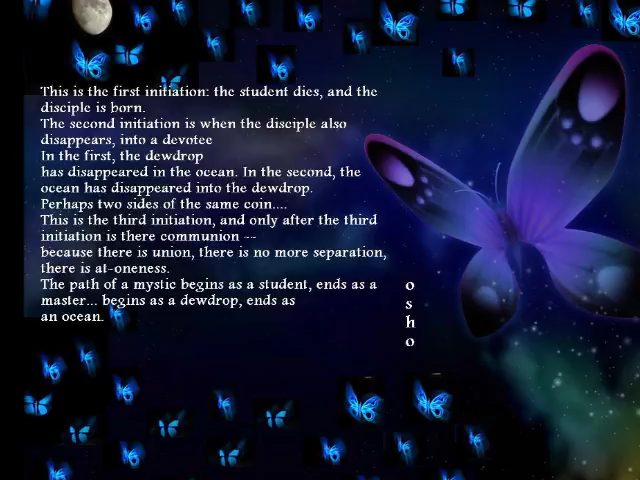 This is the first initiation: the student dies, and the
disciple is born.
The second initiation is when the disciple also
disappears, into a devotee
In the first, the dewdrop
has disappeared in the ocean. In the second, the
ocean has disappeared into the dewdrop.
Perhaps two sides of the same coin....
This is the third initiation, and only after the third
initiation is there communion --
because there is union, there is no more separation,
there is at-oneness.
The path of a mystic begins as a student, ends as a
master... begins as a dewdrop, ends as
an ocean.
o
s
h
o